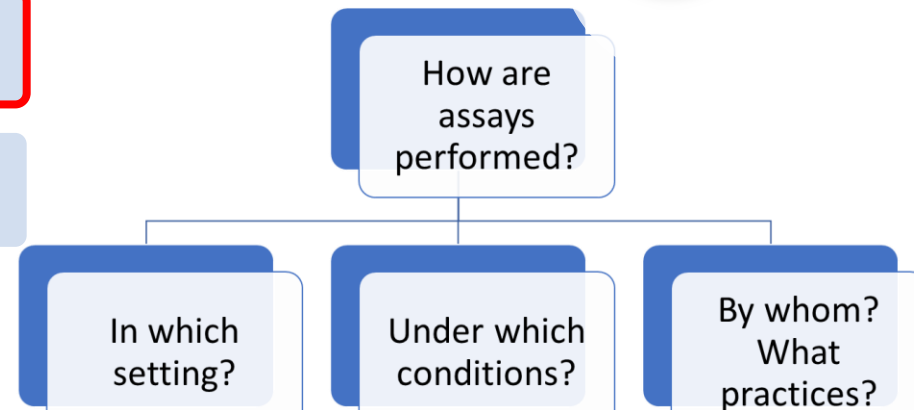 How are
assays
performed?
In which
setting?
Under which
conditions?
By whom?
What
practices?